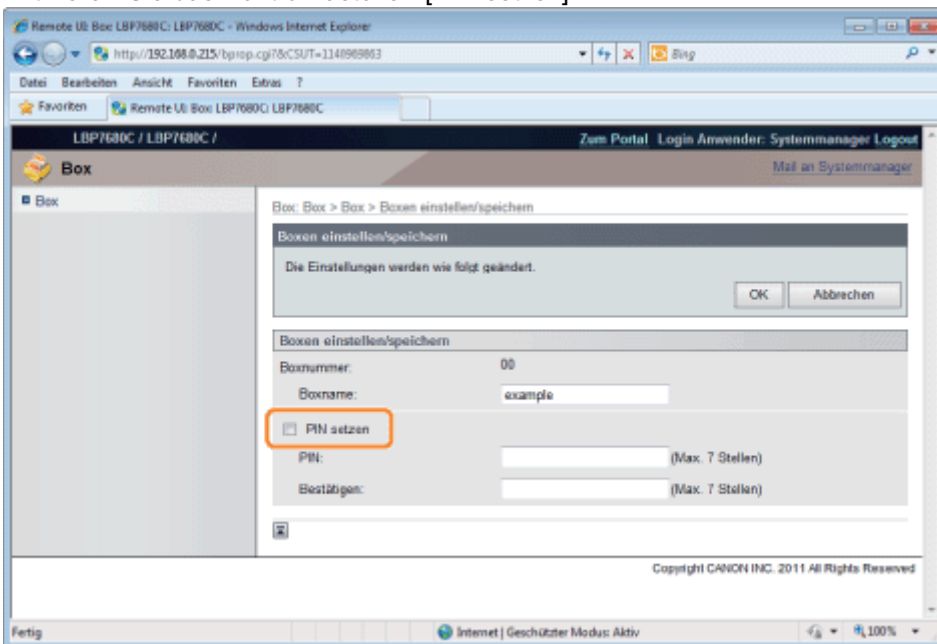 Remote UI: Box: LBP7680C: LBP7680C - Windows Internet Explorer
http://192.168.0.215/bprop.cgi?&CSUT=1140969863
Bing
Datei Bearbeiten Ansicht Favoriten Extras ?
Favoriten Remote UI: Box: LBP7680C: LBP7680C
LBP7680C / LBP7680C / Zum Portal Login Anwender: Systemmanager Logout
Box Mail an Systemmanager
Box
Box: Box > Box > Boxen einstellen/speichern
Boxen einstellen/speichern
Die Einstellungen werden wie folgt geändert.
OK Abbrechen
Boxen einstellen/speichern
Boxnummer: 00
Boxname: example
PIN setzen
PIN: (Max. 7 Stellen)
Bestätigen: (Max. 7 Stellen)
Copyright CANON INC. 2011 All Rights Reserved
Fertig Internet | Geschützter Modus: Aktiv 100%